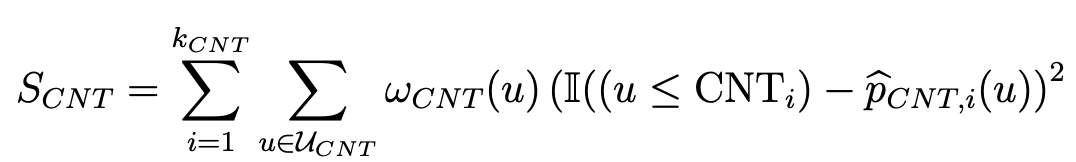 $S_{CNT} = \sum_{i=1}^{k_{CNT}} \sum_{u \in \mathcal{U}_{CNT}} \omega_{CNT}(u) \left( \mathbb{I}((u \leq \mathrm{CNT}_i) - \widehat{p}_{CNT,i}(u) \right)^2$